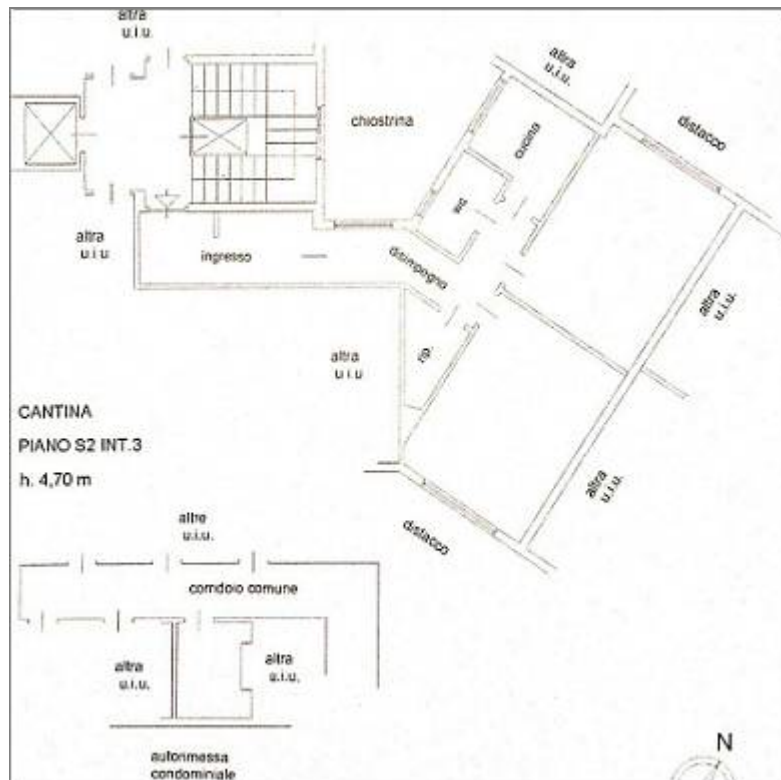 altra
u.i.u.
altra
u.i.u.
distacco
chiostrina
cucina
wc
altra
u.i.u
ingresso
disimpegno
altra
u.i.u.
rip.
altra
u.i.u
CANTINA
PIANO S2 INT.3
h. 4,70 m
altra
u.i.u.
distacco
altre
u.i.u.
corridoio comune
altra
u.i.u.
altra
u.i.u.
autorimessa
condominiale
N